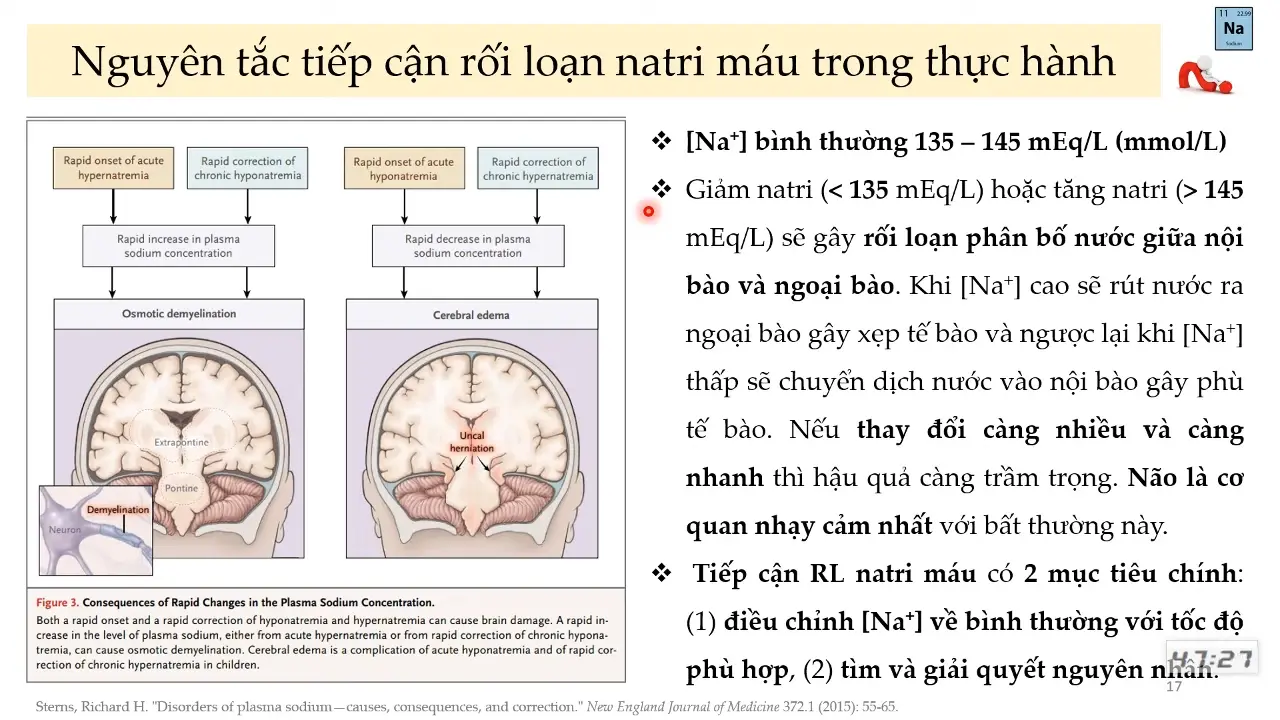 11 22.99
Na
Sodium
Nguyên tắc tiếp cận rối loạn natri máu trong thực hành
Rapid onset of acute
hypernatremia
Rapid correction of
chronic hyponatremia
Rapid onset of acute
hyponatremia
Rapid correction of
chronic hypernatremia
Rapid increase in plasma
sodium concentration
Rapid decrease in plasma
sodium concentration
Osmotic demyelination
Cerebral edema
Extrapontine
Pontine
Demyelination
Neuron
Uncal
herniation
Figure 3. Consequences of Rapid Changes in the Plasma Sodium Concentration.
Both a rapid onset and a rapid correction of hyponatremia and hypernatremia can cause brain damage. A rapid in-
crease in the level of plasma sodium, either from acute hypernatremia or from rapid correction of chronic hypona-
tremia, can cause osmotic demyelination. Cerebral edema is a complication of acute hyponatremia and of rapid cor-
rection of chronic hypernatremia in children.
❖ [Na⁺] bình thường 135 – 145 mEq/L (mmol/L)
❖ Giảm natri (< 135 mEq/L) hoặc tăng natri (> 145
mEq/L) sẽ gây rối loạn phân bố nước giữa nội
bào và ngoại bào. Khi [Na⁺] cao sẽ rút nước ra
ngoại bào gây xẹp tế bào và ngược lại khi [Na⁺]
thấp sẽ chuyển dịch nước vào nội bào gây phù
tế bào. Nếu thay đổi càng nhiều và càng
nhanh thì hậu quả càng trầm trọng. Não là cơ
quan nhạy cảm nhất với bất thường này.
❖ Tiếp cận RL natri máu có 2 mục tiêu chính:
(1) điều chỉnh [Na⁺] về bình thường với tốc độ
phù hợp, (2) tìm và giải quyết nguyên nhân.
47:27
17
Sterns, Richard H. "Disorders of plasma sodium—causes, consequences, and correction." New England Journal of Medicine 372.1 (2015): 55-65.